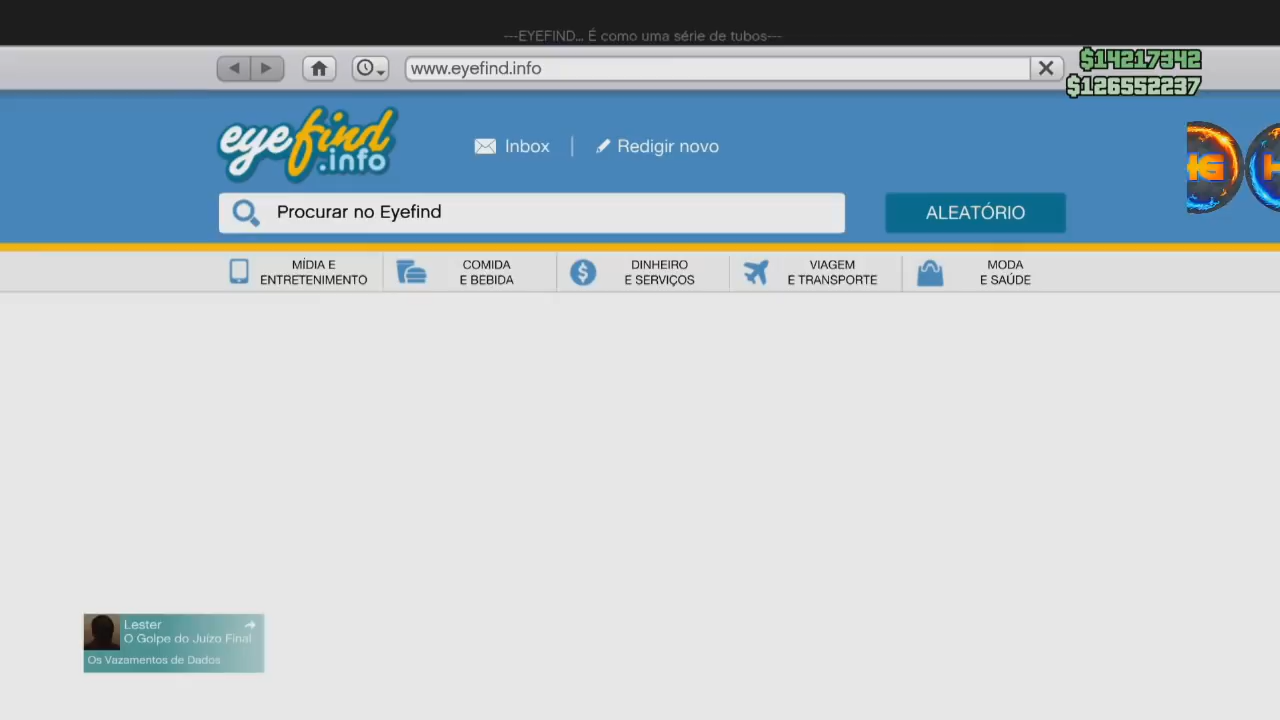 ---EYEFIND... É como uma série de tubos---
www.eyefind.info
$14217342
$126552237
eyefind
.info
Inbox
Redigir novo
HG
H
Procurar no Eyefind
ALEATÓRIO
MÍDIA E
ENTRETENIMENTO
COMIDA
E BEBIDA
DINHEIRO
E SERVIÇOS
VIAGEM
E TRANSPORTE
MODA
E SAÚDE
Lester
O Golpe do Juízo Final
Os Vazamentos de Dados